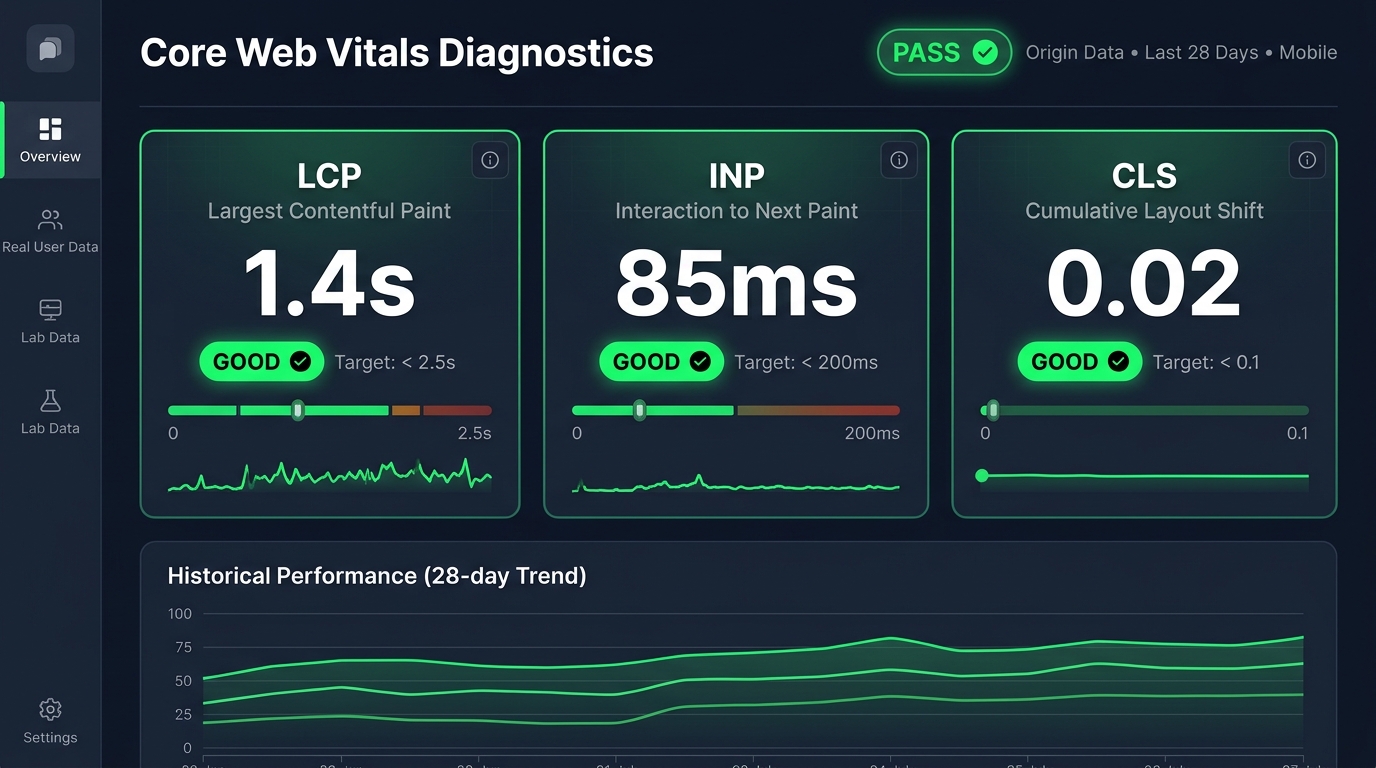 Core Web Vitals Diagnostics
PASS
Origin Data • Last 28 Days • Mobile
Overview
Real User Data
Lab Data
Lab Data
Settings
LCP
Largest Contentful Paint
1.4s
GOOD
Target: < 2.5s
0
2.5s
INP
Interaction to Next Paint
85ms
GOOD
Target: < 200ms
0
200ms
CLS
Cumulative Layout Shift
0.02
GOOD
Target: < 0.1
0
0.1
Historical Performance (28-day Trend)
100
75
50
25
0